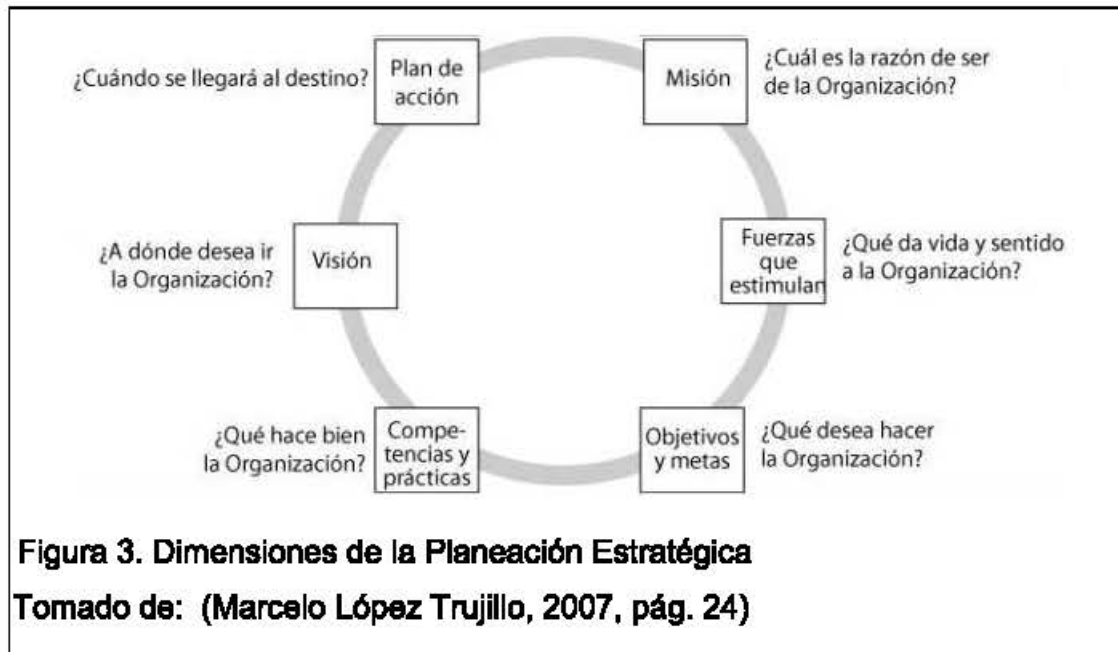 ¿Cuándo se llegará al destino?
Plan de
acción
Misión
¿Cuál es la razón de ser
de la Organización?
¿A dónde desea ir
la Organización?
Visión
Fuerzas
que
estimulan
¿Qué da vida y sentido
a la Organización?
¿Qué hace bien
la Organización?
Compe-
tencias y
prácticas
Objetivos
y metas
¿Qué desea hacer
la Organización?
Figura 3. Dimensiones de la Planeación Estratégica
Tomado de: (Marcelo López Trujillo, 2007, pág. 24)